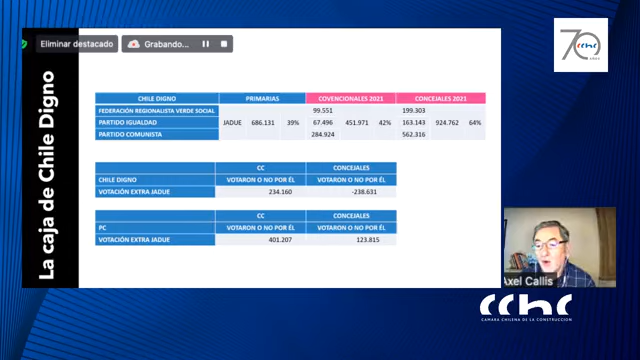 Eliminar destacado
Grabando...
70
cchc
AÑOS
La caja de Chile Digno
CHILE DIGNO PRIMARIAS COVENCIONALES 2021 CONCEJALES 2021
FEDERACIÓN REGIONALISTA VERDE SOCIAL 99.551 199.303
PARTIDO IGUALDAD JADUE 686.131 39% 67.496 451.971 42% 163.143 924.762 64%
PARTIDO COMUNISTA 284.924 562.316
CC CONCEJALES
CHILE DIGNO VOTARON O NO POR ÉL VOTARON O NO POR ÉL
VOTACIÓN EXTRA JADUE 234.160 -238.631
CC CONCEJALES
PC VOTARON O NO POR ÉL VOTARON O NO POR ÉL
VOTACIÓN EXTRA JADUE 401.207 123.815
Axel Callís
cchc
CAMARA CHILENA DE LA CONSTRUCCION